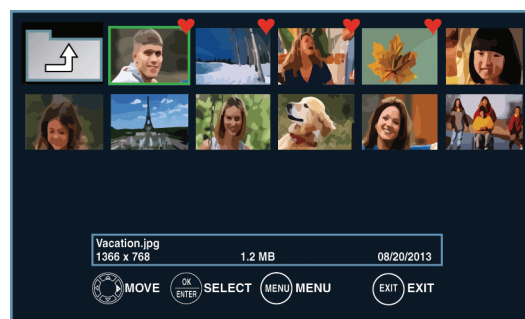 Vacation.jpg
1366 x 768 1.2 MB 08/20/2013
MOVE OK ENTER SELECT MENU MENU EXIT EXIT